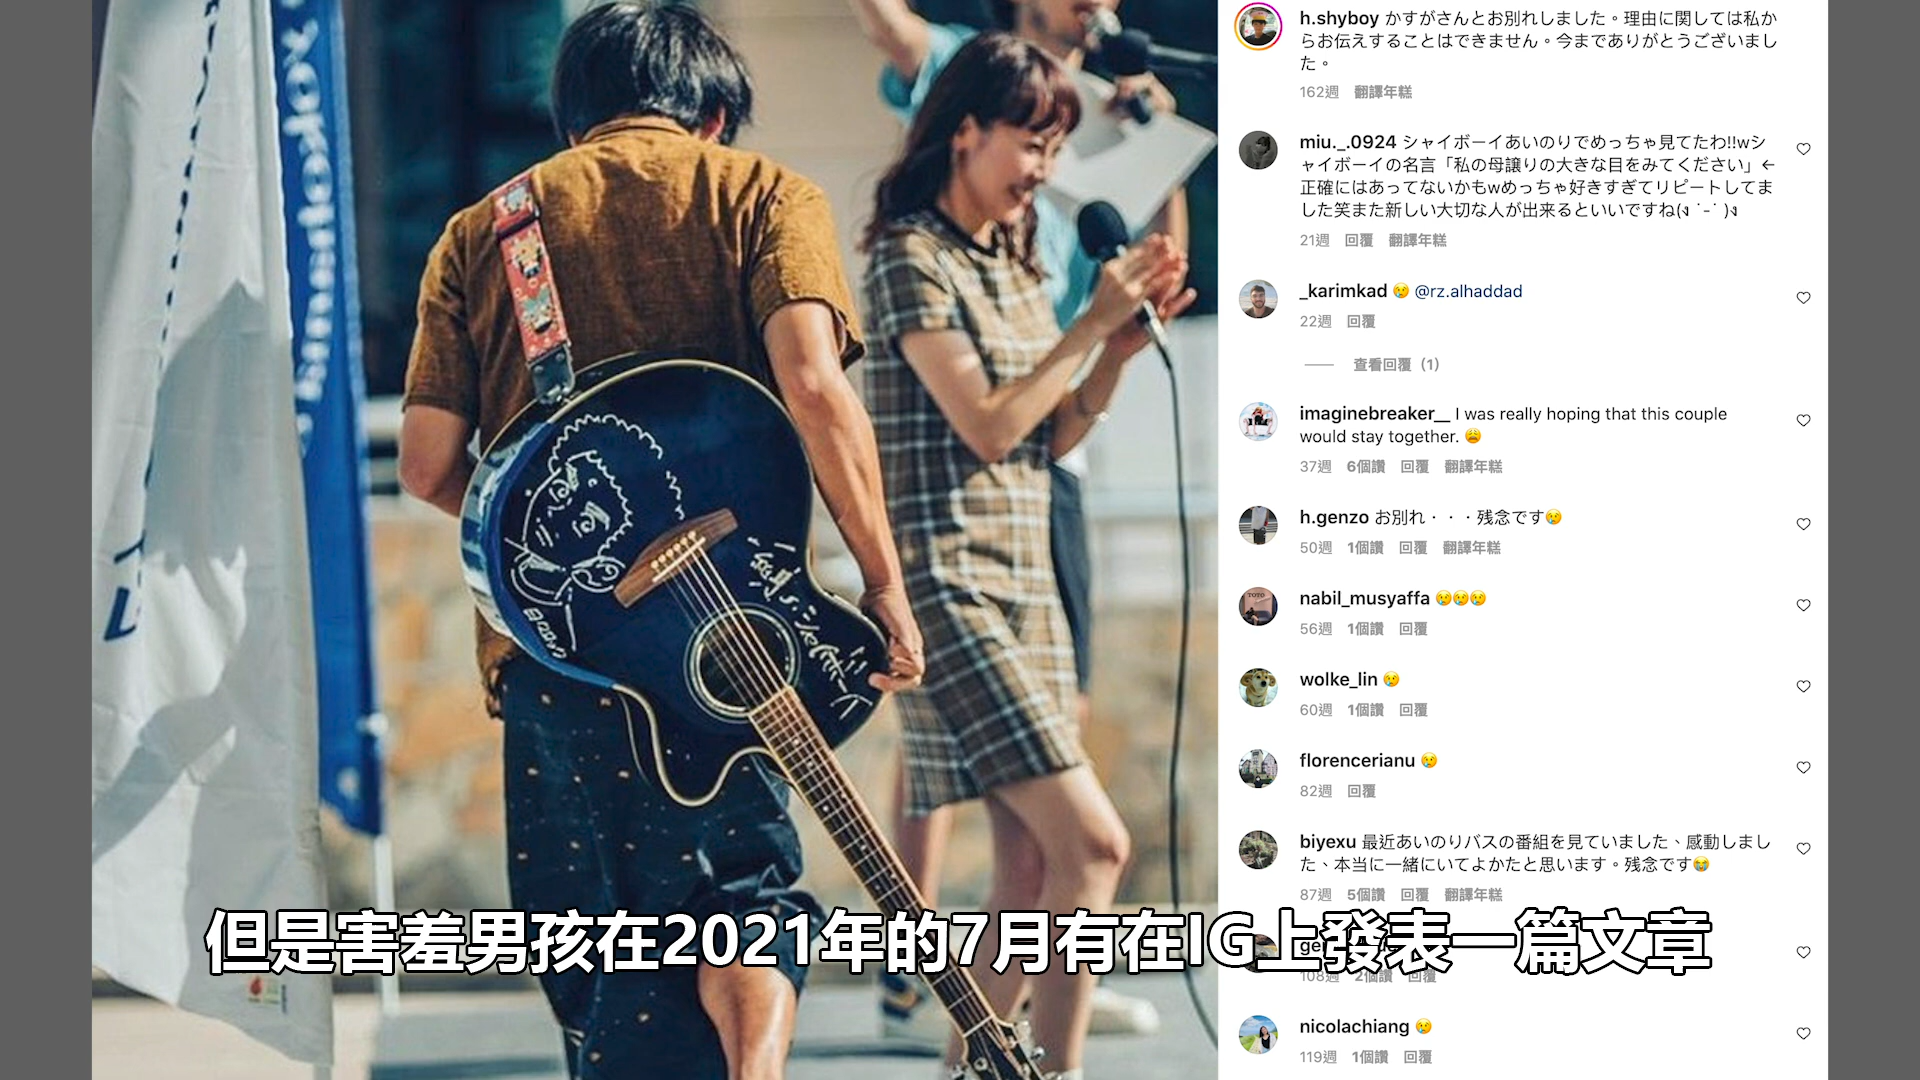 h.shyboy かすがさんとお別れしました。理由に関しては私か
らお伝えすることはできません。今までありがとうございまし
た。
162週 翻譯年糕
miu._.0924 シャイボーイあいのりでめっちゃ見てたわ!!wシ
ャイボーイの名言「私の母譲りの大きな目をみてください」←
正確にはあってないかもwめっちゃ好きすぎてリピートしてま
した笑また新しい大切な人が出来るといいですね(ง ˙-˙ )ง
21週 回覆 翻譯年糕
_karimkad 😢 @rz.alhaddad
22週 回覆
查看回覆（1）
imaginebreaker__ I was really hoping that this couple
would stay together. 😩
37週 6個讚 回覆 翻譯年糕
h.genzo お別れ・・・残念です😢
50週 1個讚 回覆 翻譯年糕
nabil_musyaffa 😢😢😢
56週 1個讚 回覆
wolke_lin 😢
60週 1個讚 回覆
florencerianu 😢
82週 回覆
biyexu 最近あいのりバスの番組を見ていました、感動しまし
た、本当に一緒にいてよかたと思います。残念です😭
87週 5個讚 回覆 翻譯年糕
但是害羞男孩在2021年的7月有在IG上發表一篇文章
108週 2個讚 回覆
nicolachiang 😢
119週 1個讚 回覆